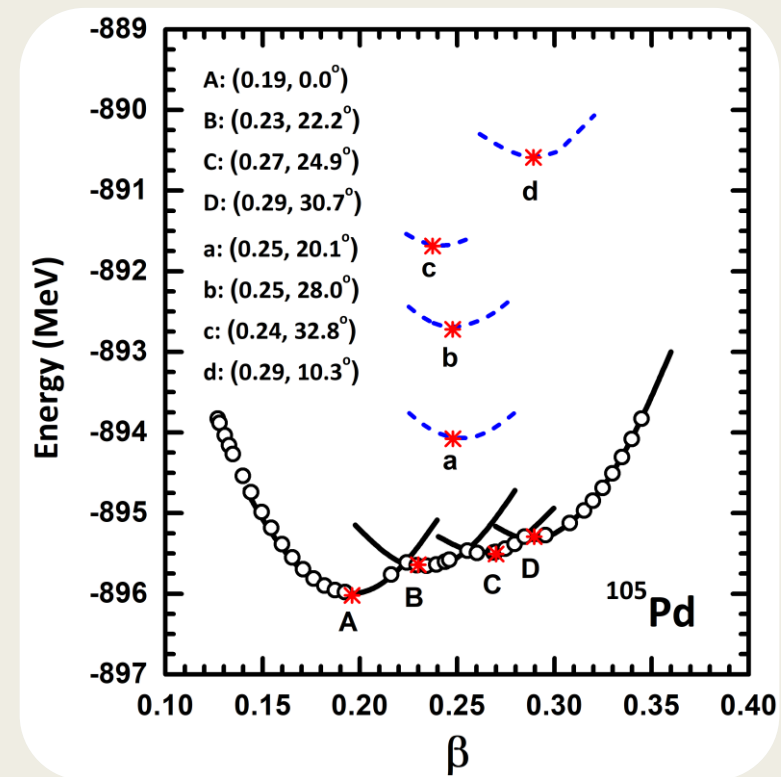 -889
-890
-891
-892
-893
-894
-895
-896
-897
Energy (MeV)
A: (0.19, 0.0°)
B: (0.23, 22.2°)
C: (0.27, 24.9°)
D: (0.29, 30.7°)
a: (0.25, 20.1°)
b: (0.25, 28.0°)
c: (0.24, 32.8°)
d: (0.29, 10.3°)
d
c
b
a
A
B
C
D
¹⁰⁵Pd
0.10 0.15 0.20 0.25 0.30 0.35 0.40
β